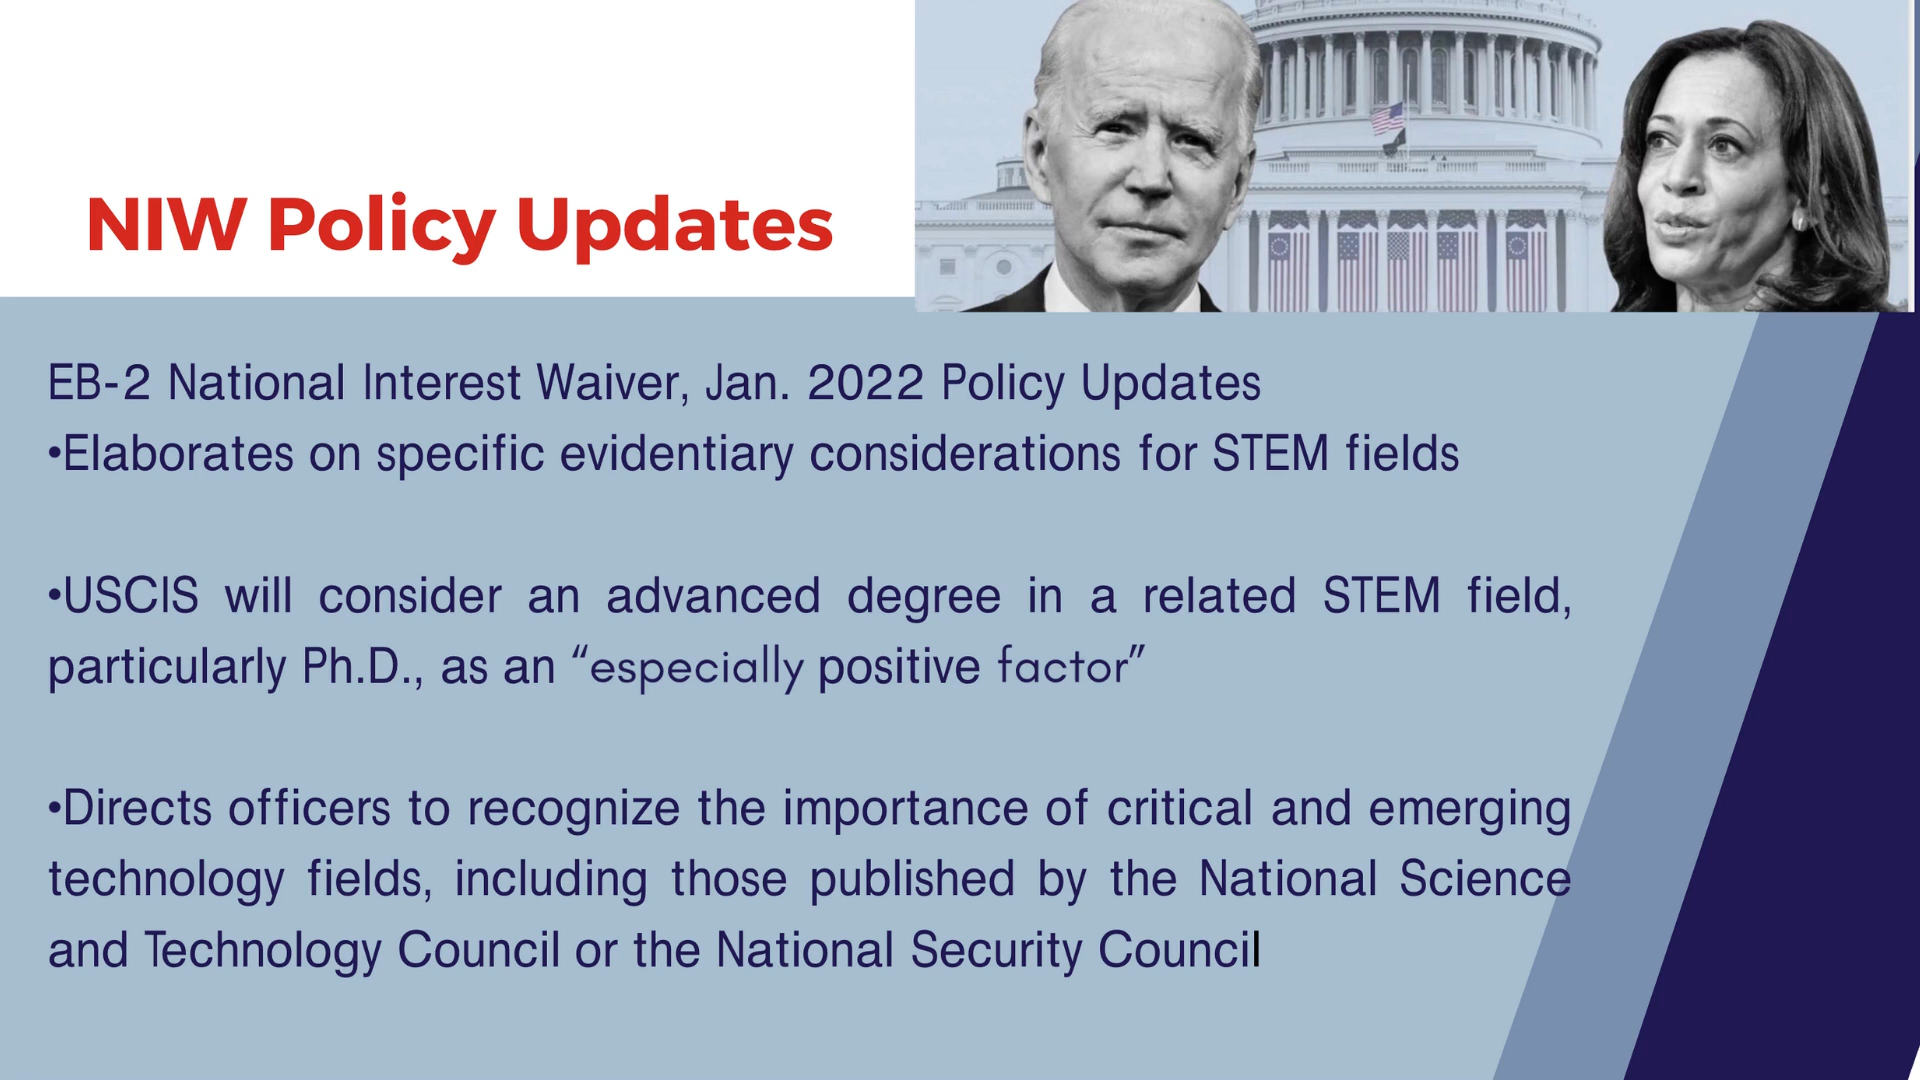 NIW Policy Updates
EB-2 National Interest Waiver, Jan. 2022 Policy Updates
•Elaborates on specific evidentiary considerations for STEM fields
•USCIS will consider an advanced degree in a related STEM field,
particularly Ph.D., as an “especially positive factor”
•Directs officers to recognize the importance of critical and emerging
technology fields, including those published by the National Science
and Technology Council or the National Security Council